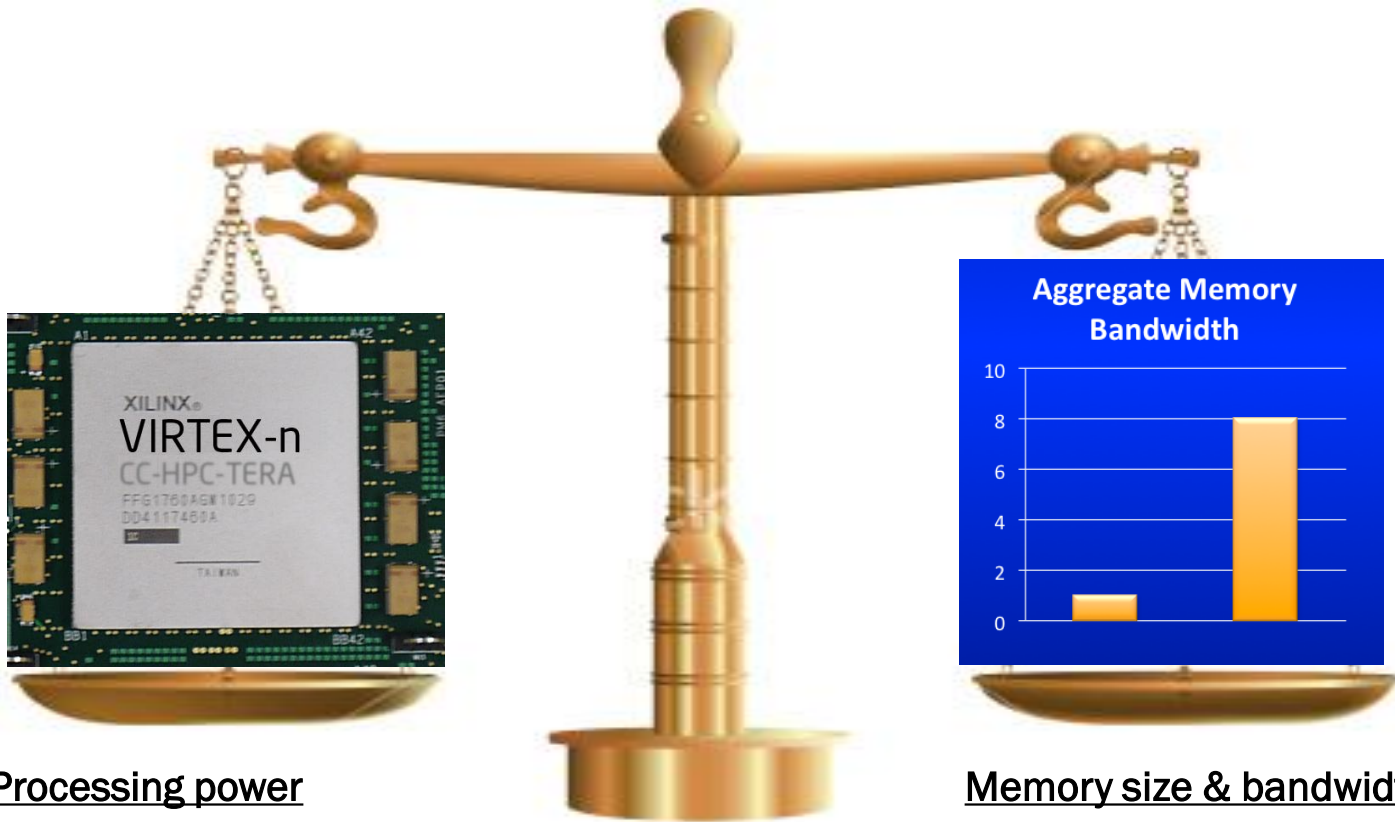 Aggregate Memory
Bandwidth
10
8
6
4
2
0
A1
A42
XILINX®
VIRTEX-n
CC-HPC-TERA
FFG1760AGW1029
DD4117460A
TAIWAN
BB1
BB42
Processing power
Memory size & bandwid